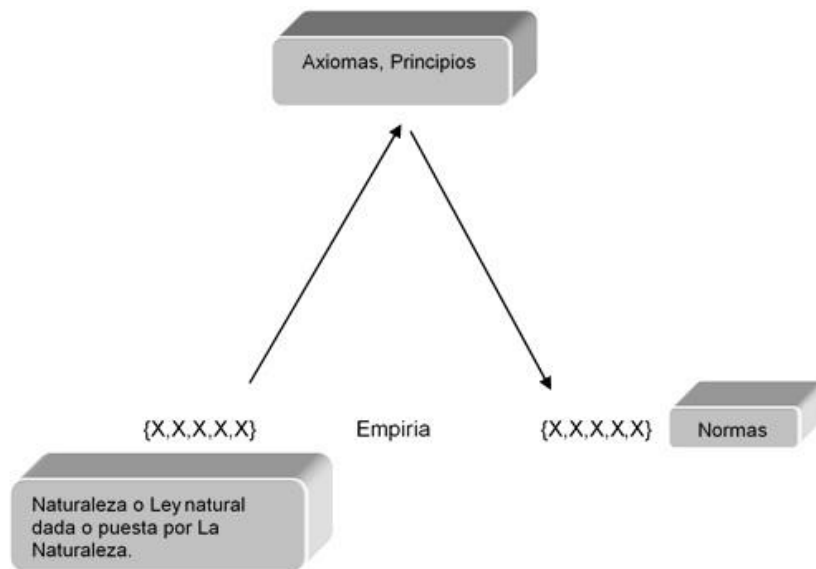 Axiomas, Principios
{X,X,X,X,X} Empiria {X,X,X,X,X} Normas
Naturaleza o Ley natural
dada o puesta por La
Naturaleza.